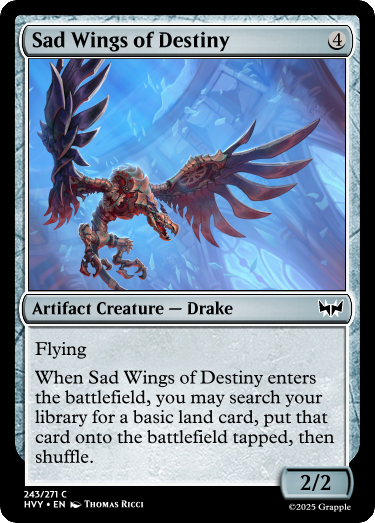 Sad Wings of Destiny 4
Artifact Creature — Drake
Flying
When Sad Wings of Destiny enters
the battlefield, you may search your
library for a basic land card, put that
card onto the battlefield tapped, then
shuffle.
2/2
243/271 C
HVY • EN Thomas Ricci
©2025 Grapple